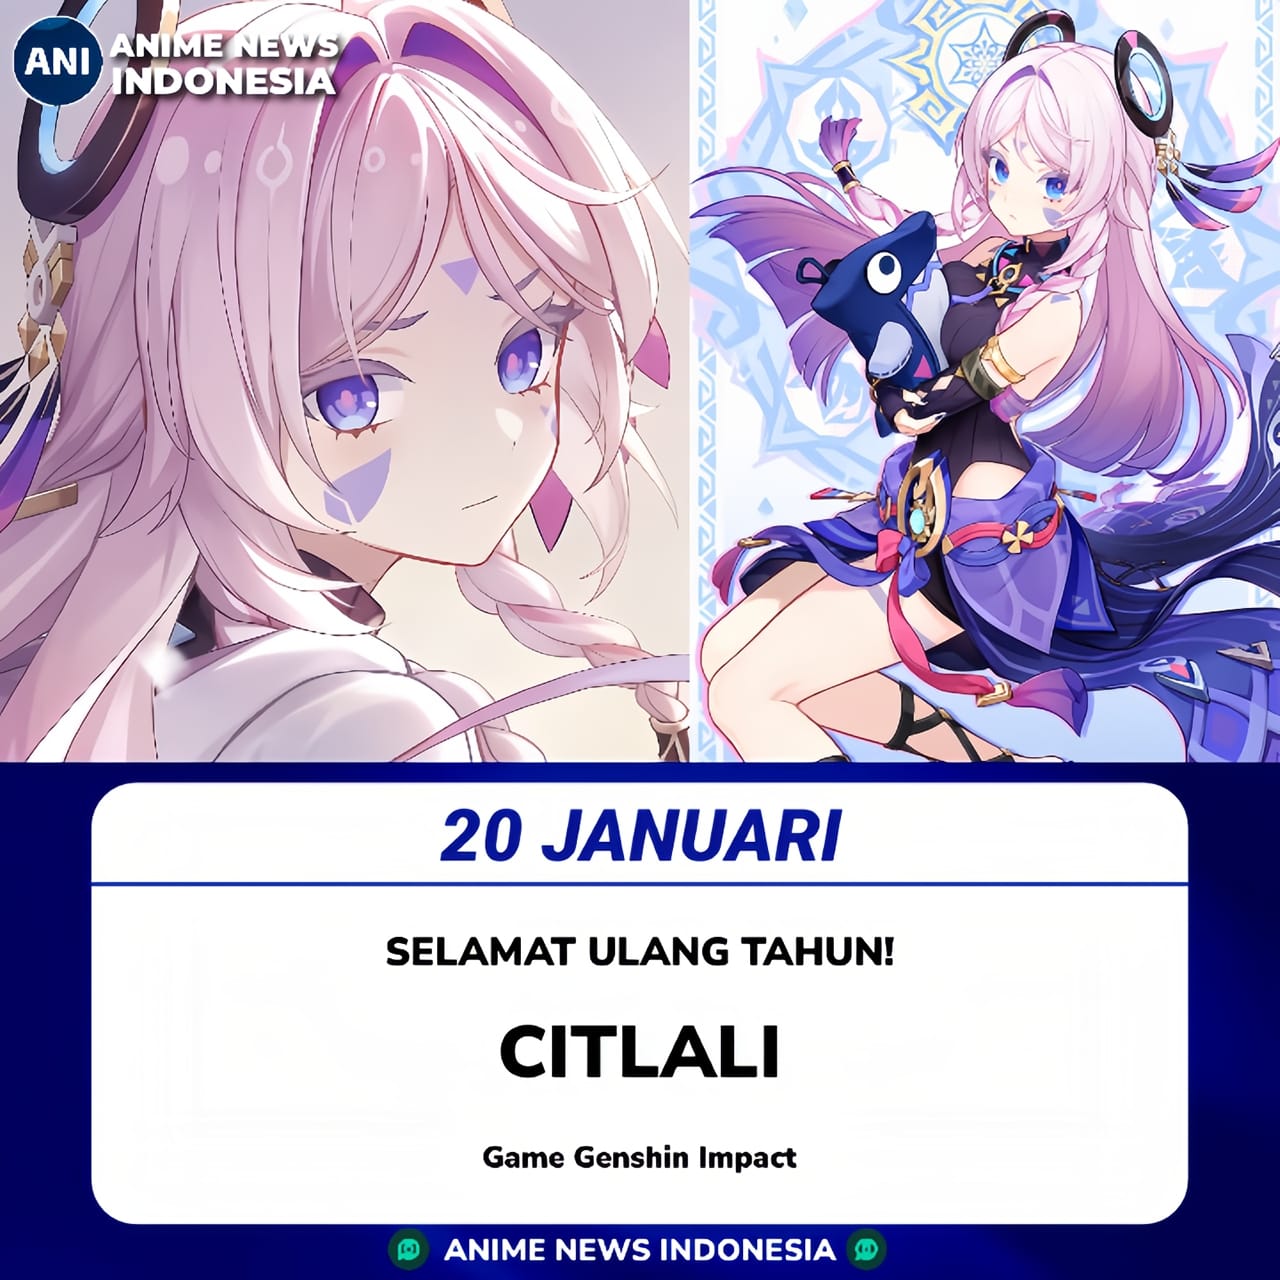 ANI
ANIME NEWS
INDONESIA
20 JANUARI
SELAMAT ULANG TAHUN!
CITLALI
Game Genshin Impact
ANIME NEWS INDONESIA